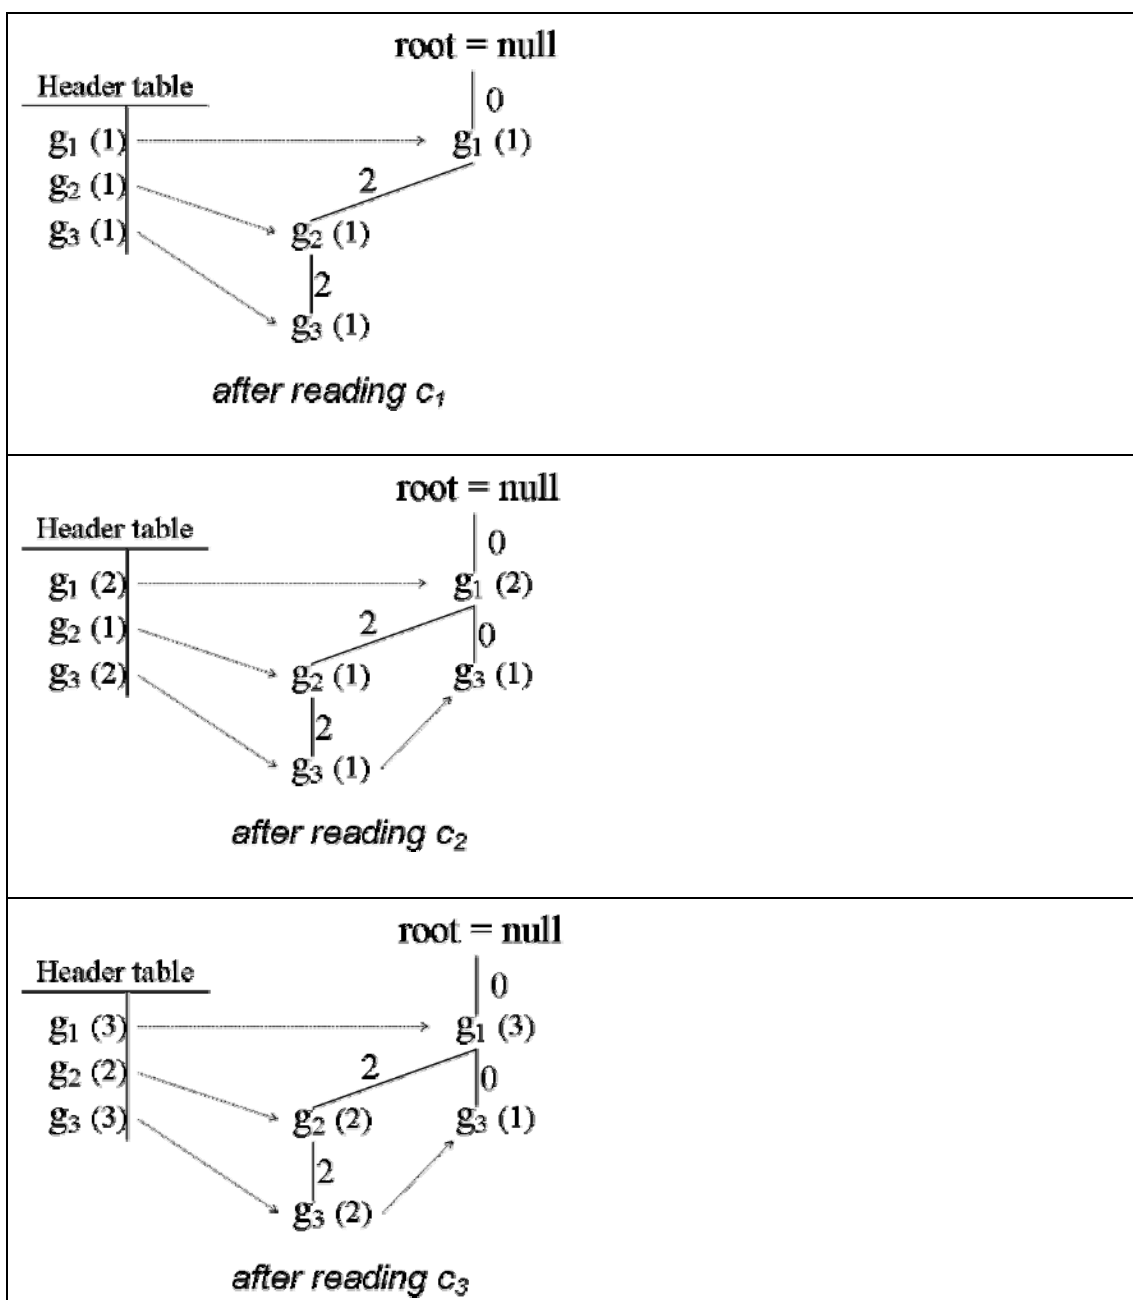 root = null
Header table
0
g₁ (1)
g₁ (1)
2
g₂ (1)
g₃ (1)
g₂ (1)
2
g₃ (1)
after reading c₁
root = null
Header table
0
g₁ (2)
g₁ (2)
2
0
g₂ (1)
g₃ (2)
g₂ (1)
g₃ (1)
2
g₃ (1)
after reading c₂
root = null
Header table
0
g₁ (3)
g₁ (3)
2
0
g₂ (2)
g₃ (3)
g₂ (2)
g₃ (1)
2
g₃ (2)
after reading c₃